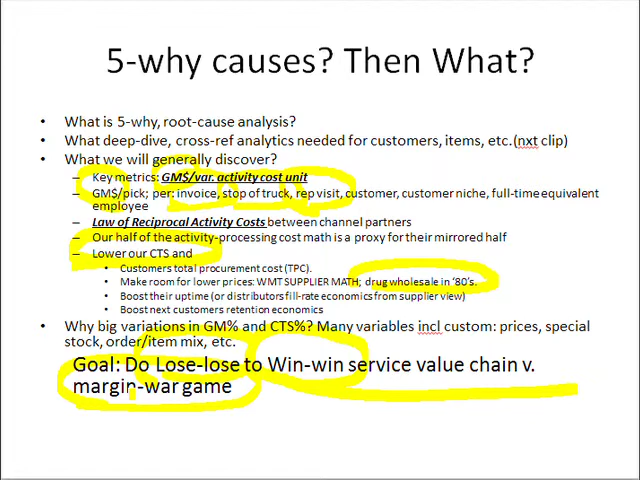 5-why causes? Then What?
• What is 5-why, root-cause analysis?
• What deep-dive, cross-ref analytics needed for customers, items, etc.(nxt clip)
• What we will generally discover?
– Key metrics: GM$/var. activity cost unit
– GM$/pick; per: invoice, stop of truck, rep visit, customer, customer niche, full-time equivalent
employee
– Law of Reciprocal Activity Costs between channel partners
– Our half of the activity-processing cost math is a proxy for their mirrored half
– Lower our CTS and
• Customers total procurement cost (TPC).
• Make room for lower prices: WMT SUPPLIER MATH; drug wholesale in '80's.
• Boost their uptime (or distributors fill-rate economics from supplier view)
• Boost next customers retention economics
• Why big variations in GM% and CTS%? Many variables incl custom: prices, special
stock, order/item mix, etc.
Goal: Do Lose-lose to Win-win service value chain v.
margin-war game